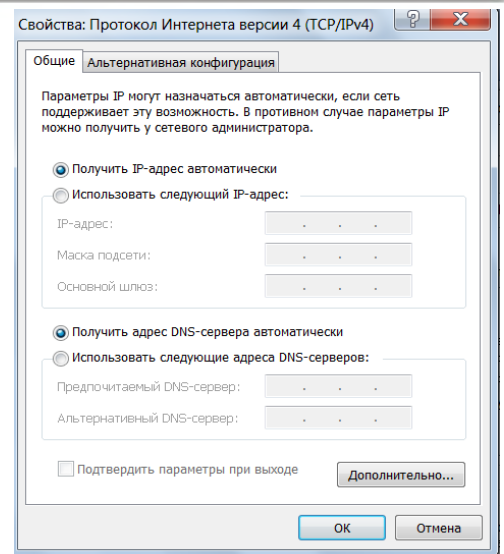 Свойства: Протокол Интернета версии 4 (TCP/IPv4)
Общие
Альтернативная конфигурация
Параметры IP могут назначаться автоматически, если сеть
поддерживает эту возможность. В противном случае параметры IP
можно получить у сетевого администратора.
Получить IP-адрес автоматически
Использовать следующий IP-адрес:
IP-адрес:
Маска подсети:
Основной шлюз:
Получить адрес DNS-сервера автоматически
Использовать следующие адреса DNS-серверов:
Предпочитаемый DNS-сервер:
Альтернативный DNS-сервер:
Подтвердить параметры при выходе
Дополнительно...
ОК
Отмена